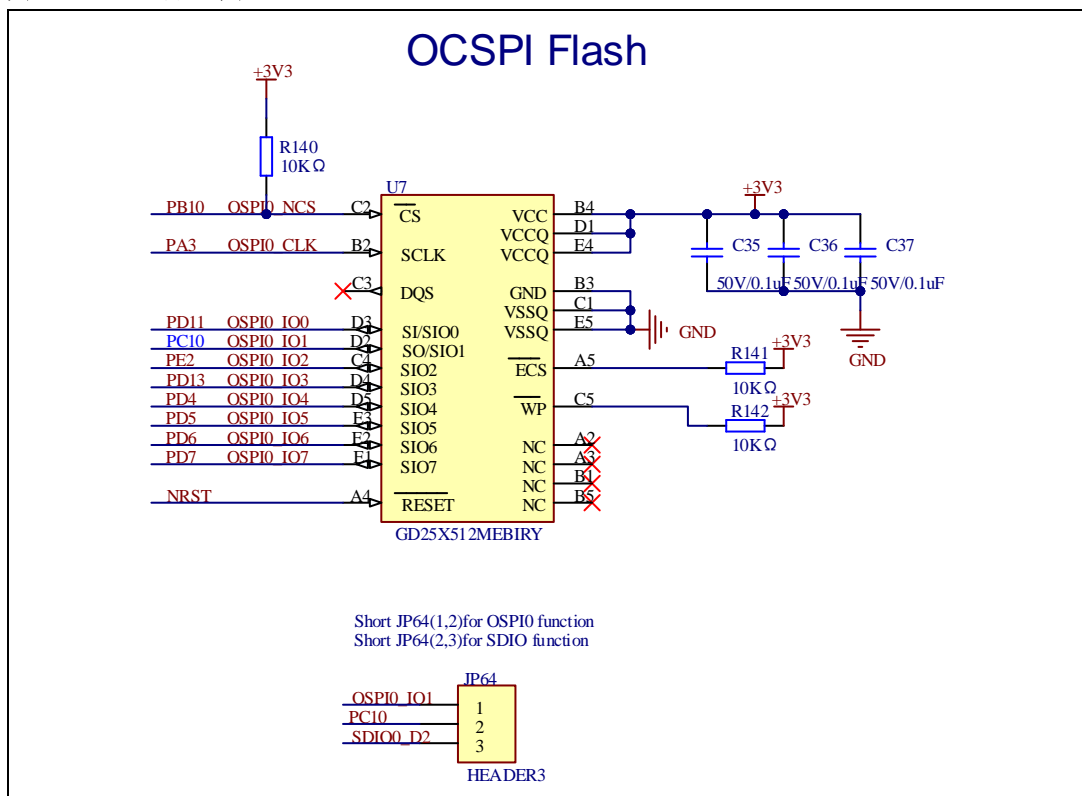 OCSPI Flash
+3V3
R140
10KΩ
U7
PB10 OSPI0_NCS C2 CS
PA3 OSPI0_CLK B2 SCLK
C3 DQS
PD11 OSPI0_IO0 D3 SI/SIO0
PC10 OSPI0_IO1 D2 SO/SIO1
PE2 OSPI0_IO2 C4 SIO2
PD13 OSPI0_IO3 D4 SIO3
PD4 OSPI0_IO4 D5 SIO4
PD5 OSPI0_IO5 E3 SIO5
PD6 OSPI0_IO6 E2 SIO6
PD7 OSPI0_IO7 E1 SIO7
NRST A4 RESET
VCC B4
VCCQ D1
VCCQ E4
GND B3
VSSQ C1
VSSQ E5
ECS A5
WP C5
NC A2
NC A3
NC B1
NC B5
GD25X512MEBIRY
+3V3
C35 C36 C37
50V/0.1uF 50V/0.1uF 50V/0.1uF
GND
GND
R141
10KΩ
+3V3
R142
10KΩ
+3V3
Short JP64(1,2)for OSPI0 function
Short JP64(2,3)for SDIO function
JP64
OSPI0_IO1 1
PC10 2
SDIO0_D2 3
HEADER3